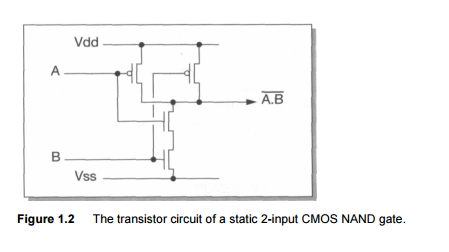 Vdd
A
A.B
B
Vss
Figure 1.2 The transistor circuit of a static 2-input CMOS NAND gate.